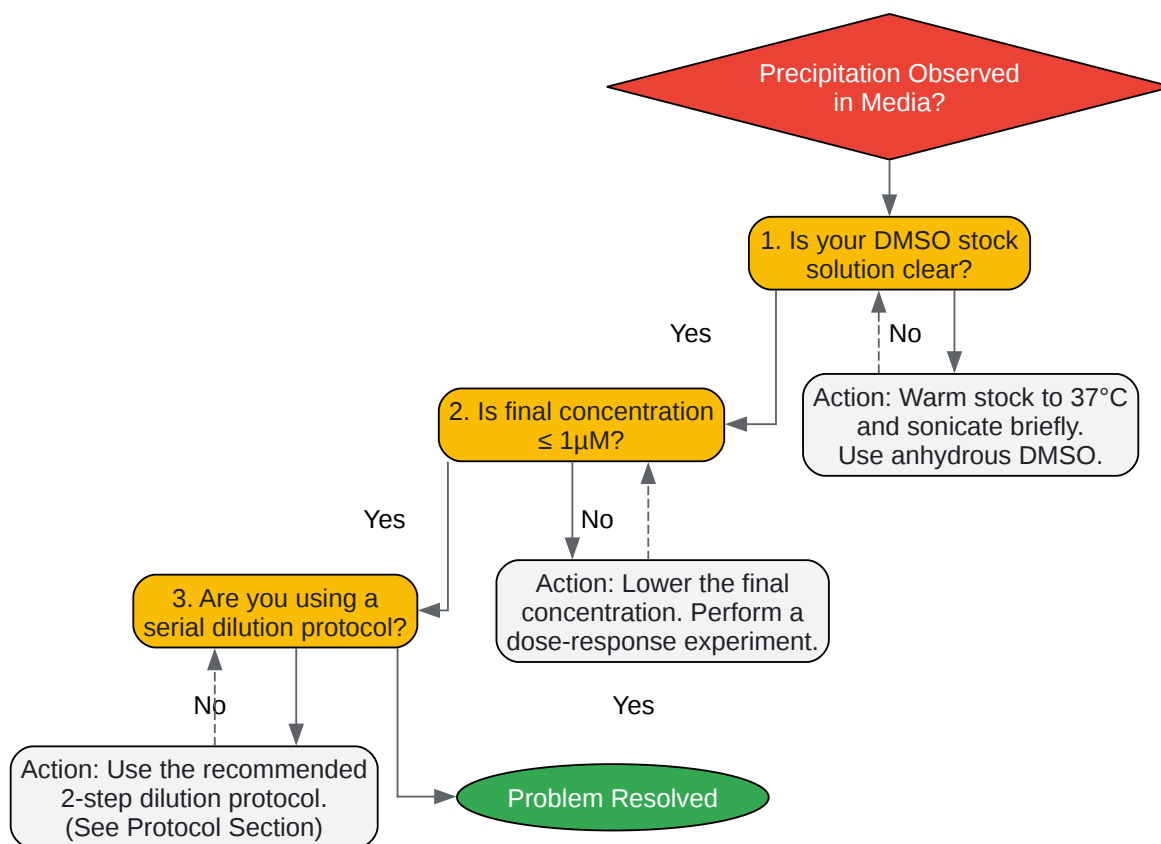 Precipitation Observed
in Media?
1. Is your DMSO stock
solution clear?
Yes
No
Action: Warm stock to 37°C
and sonicate briefly.
Use anhydrous DMSO.
2. Is final concentration
≤ 1µM?
Yes
No
Action: Lower the final
concentration. Perform a
dose-response experiment.
3. Are you using a
serial dilution protocol?
No
Yes
Action: Use the recommended
2-step dilution protocol.
(See Protocol Section)
Problem Resolved